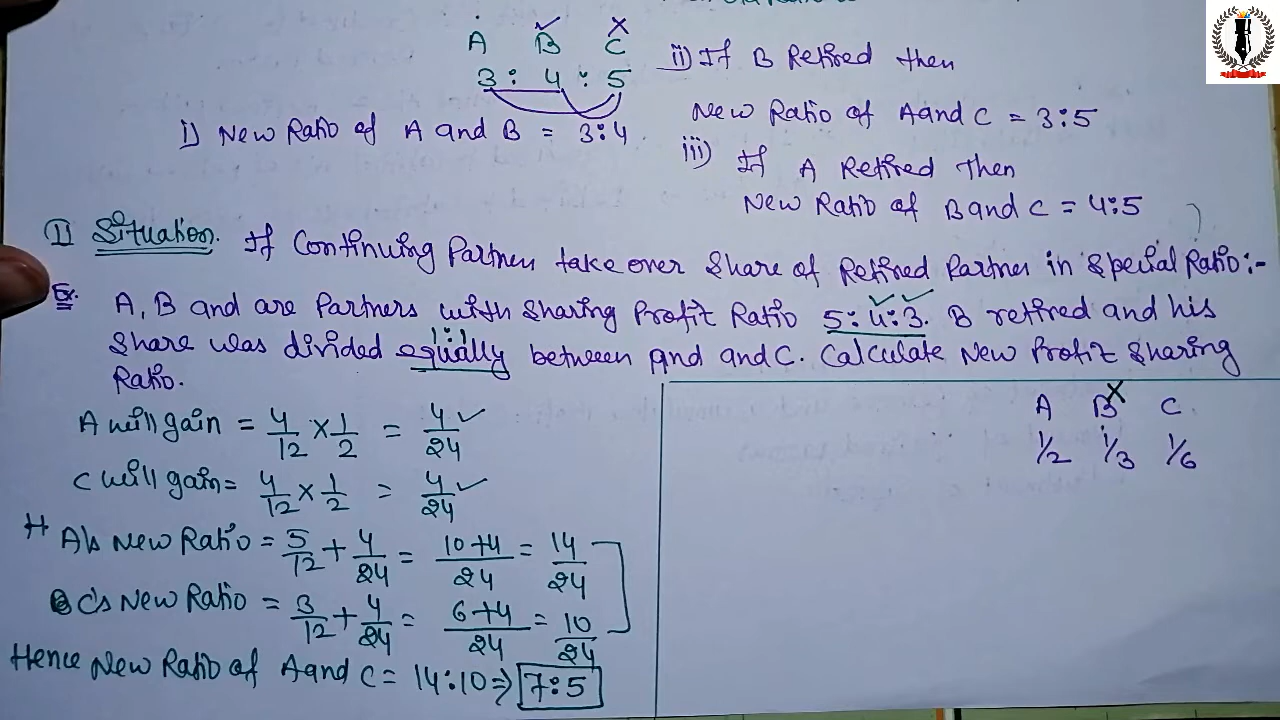 A B C
3 : 4 : 5
i) New Ratio of A and B = 3:4
ii) If B Retired then
New Ratio of A and C = 3:5
iii) If A Retired Then
New Ratio of B and C = 4:5
II Situation. If Continuing Partner take over Share of Retired Partner in Special Ratio:-
Ex. A, B and are Partners with Sharing Profit Ratio 5:4:3. B retired and his
1:1
Share was divided equally between And and C. Calculate New Profit Sharing
Ratio.
A will gain = 4/12 × 1/2 = 4/24
C will gain = 4/12 × 1/2 = 4/24
A's New Ratio = 5/12 + 4/24 = 10+4/24 = 14/24
C's New Ratio = 3/12 + 4/24 = 6+4/24 = 10/24
Hence New Ratio of A and C = 14:10 ⇒ 7:5
A B C
1/2 1/3 1/6